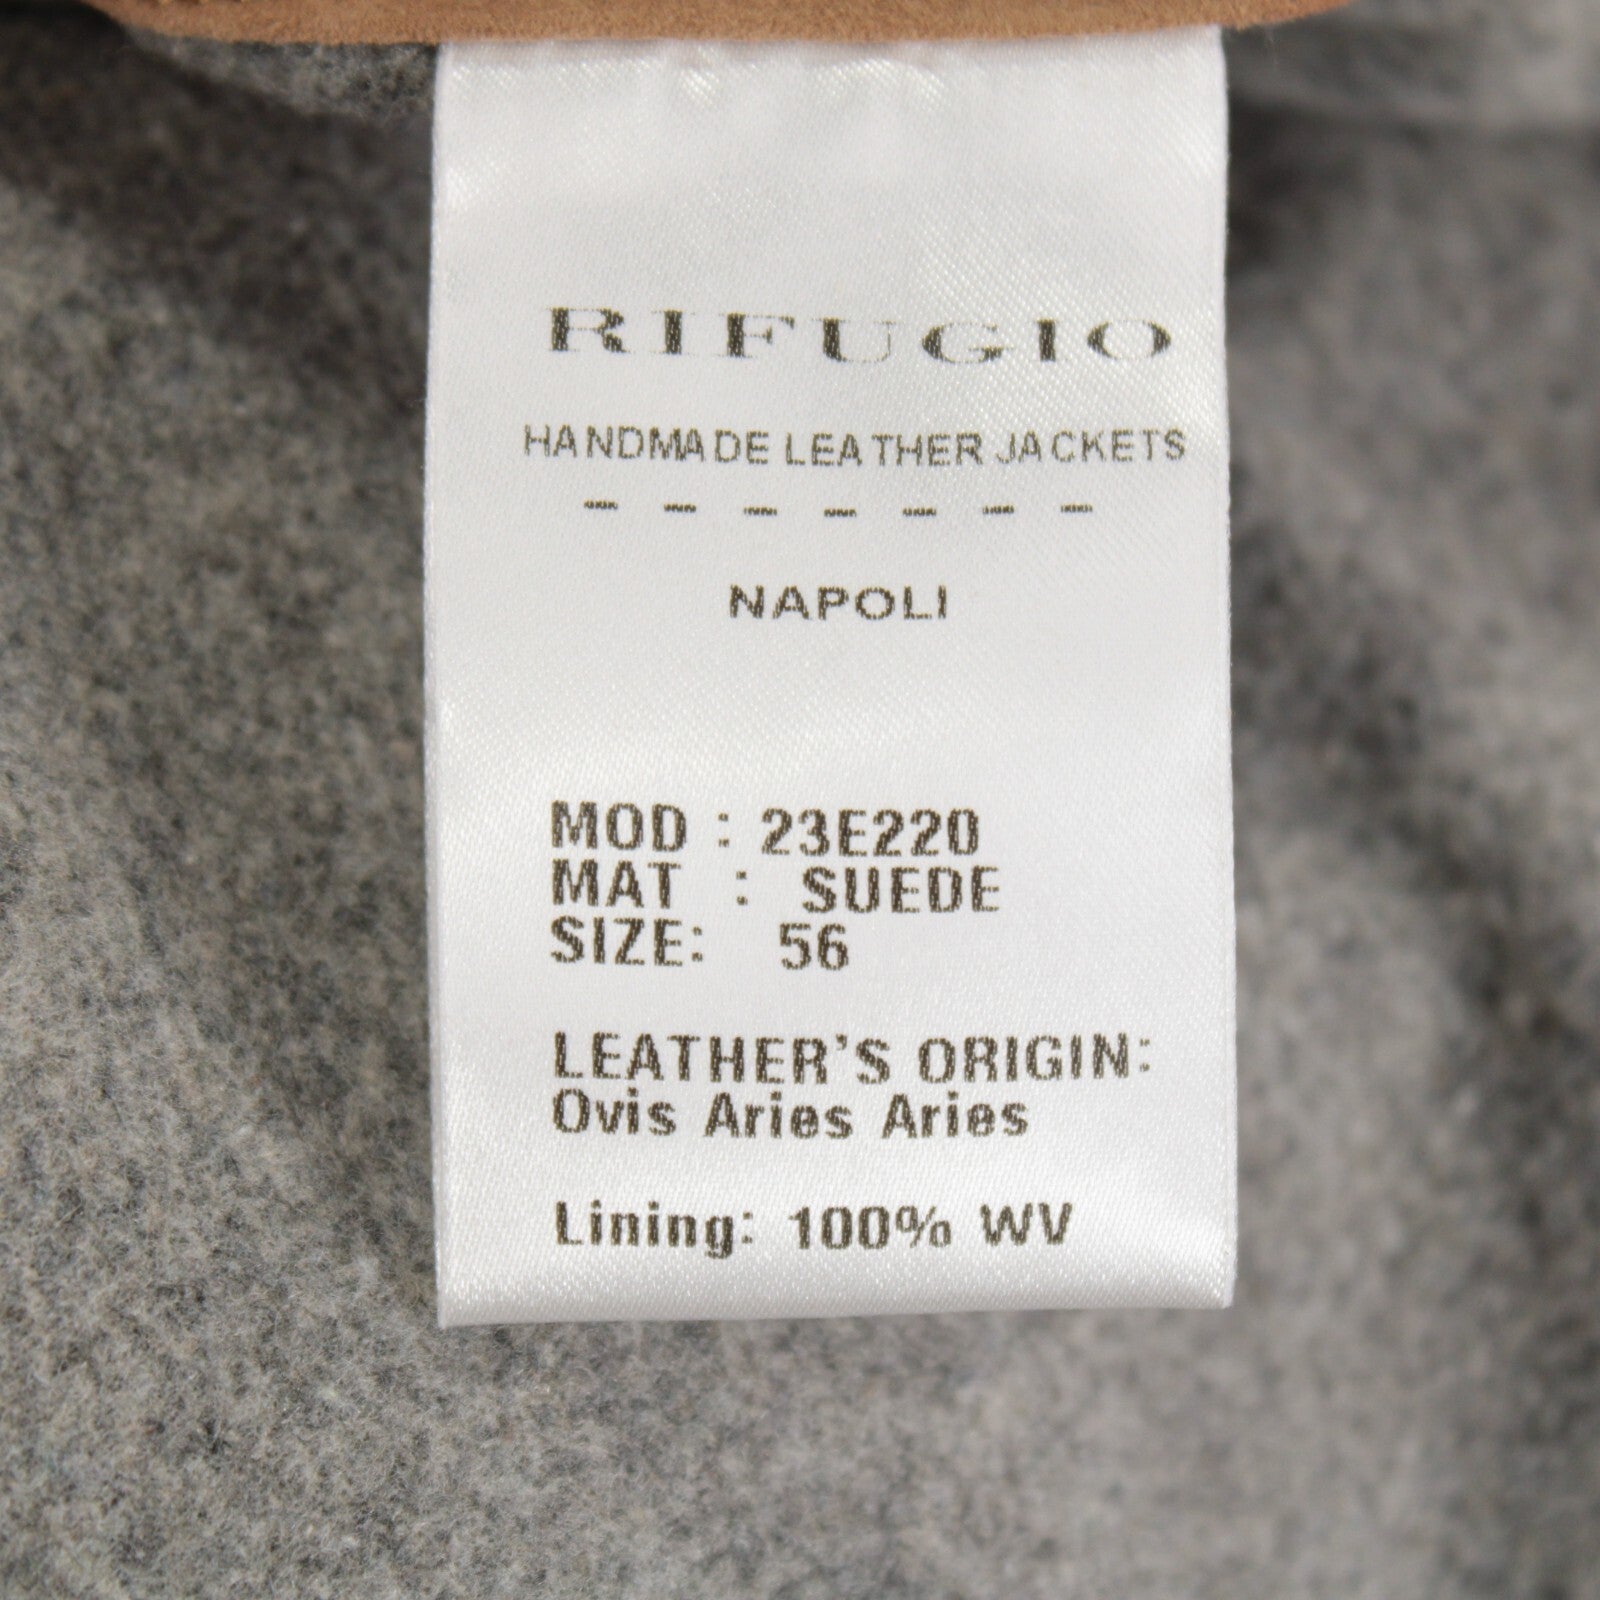 RIFUGIO
HANDMADE LEATHER JACKETS
- - - - - - -
NAPOLI
MOD : 23E220
MAT : SUEDE
SIZE: 56
LEATHER'S ORIGIN:
Ovis Aries Aries
Lining: 100% WV